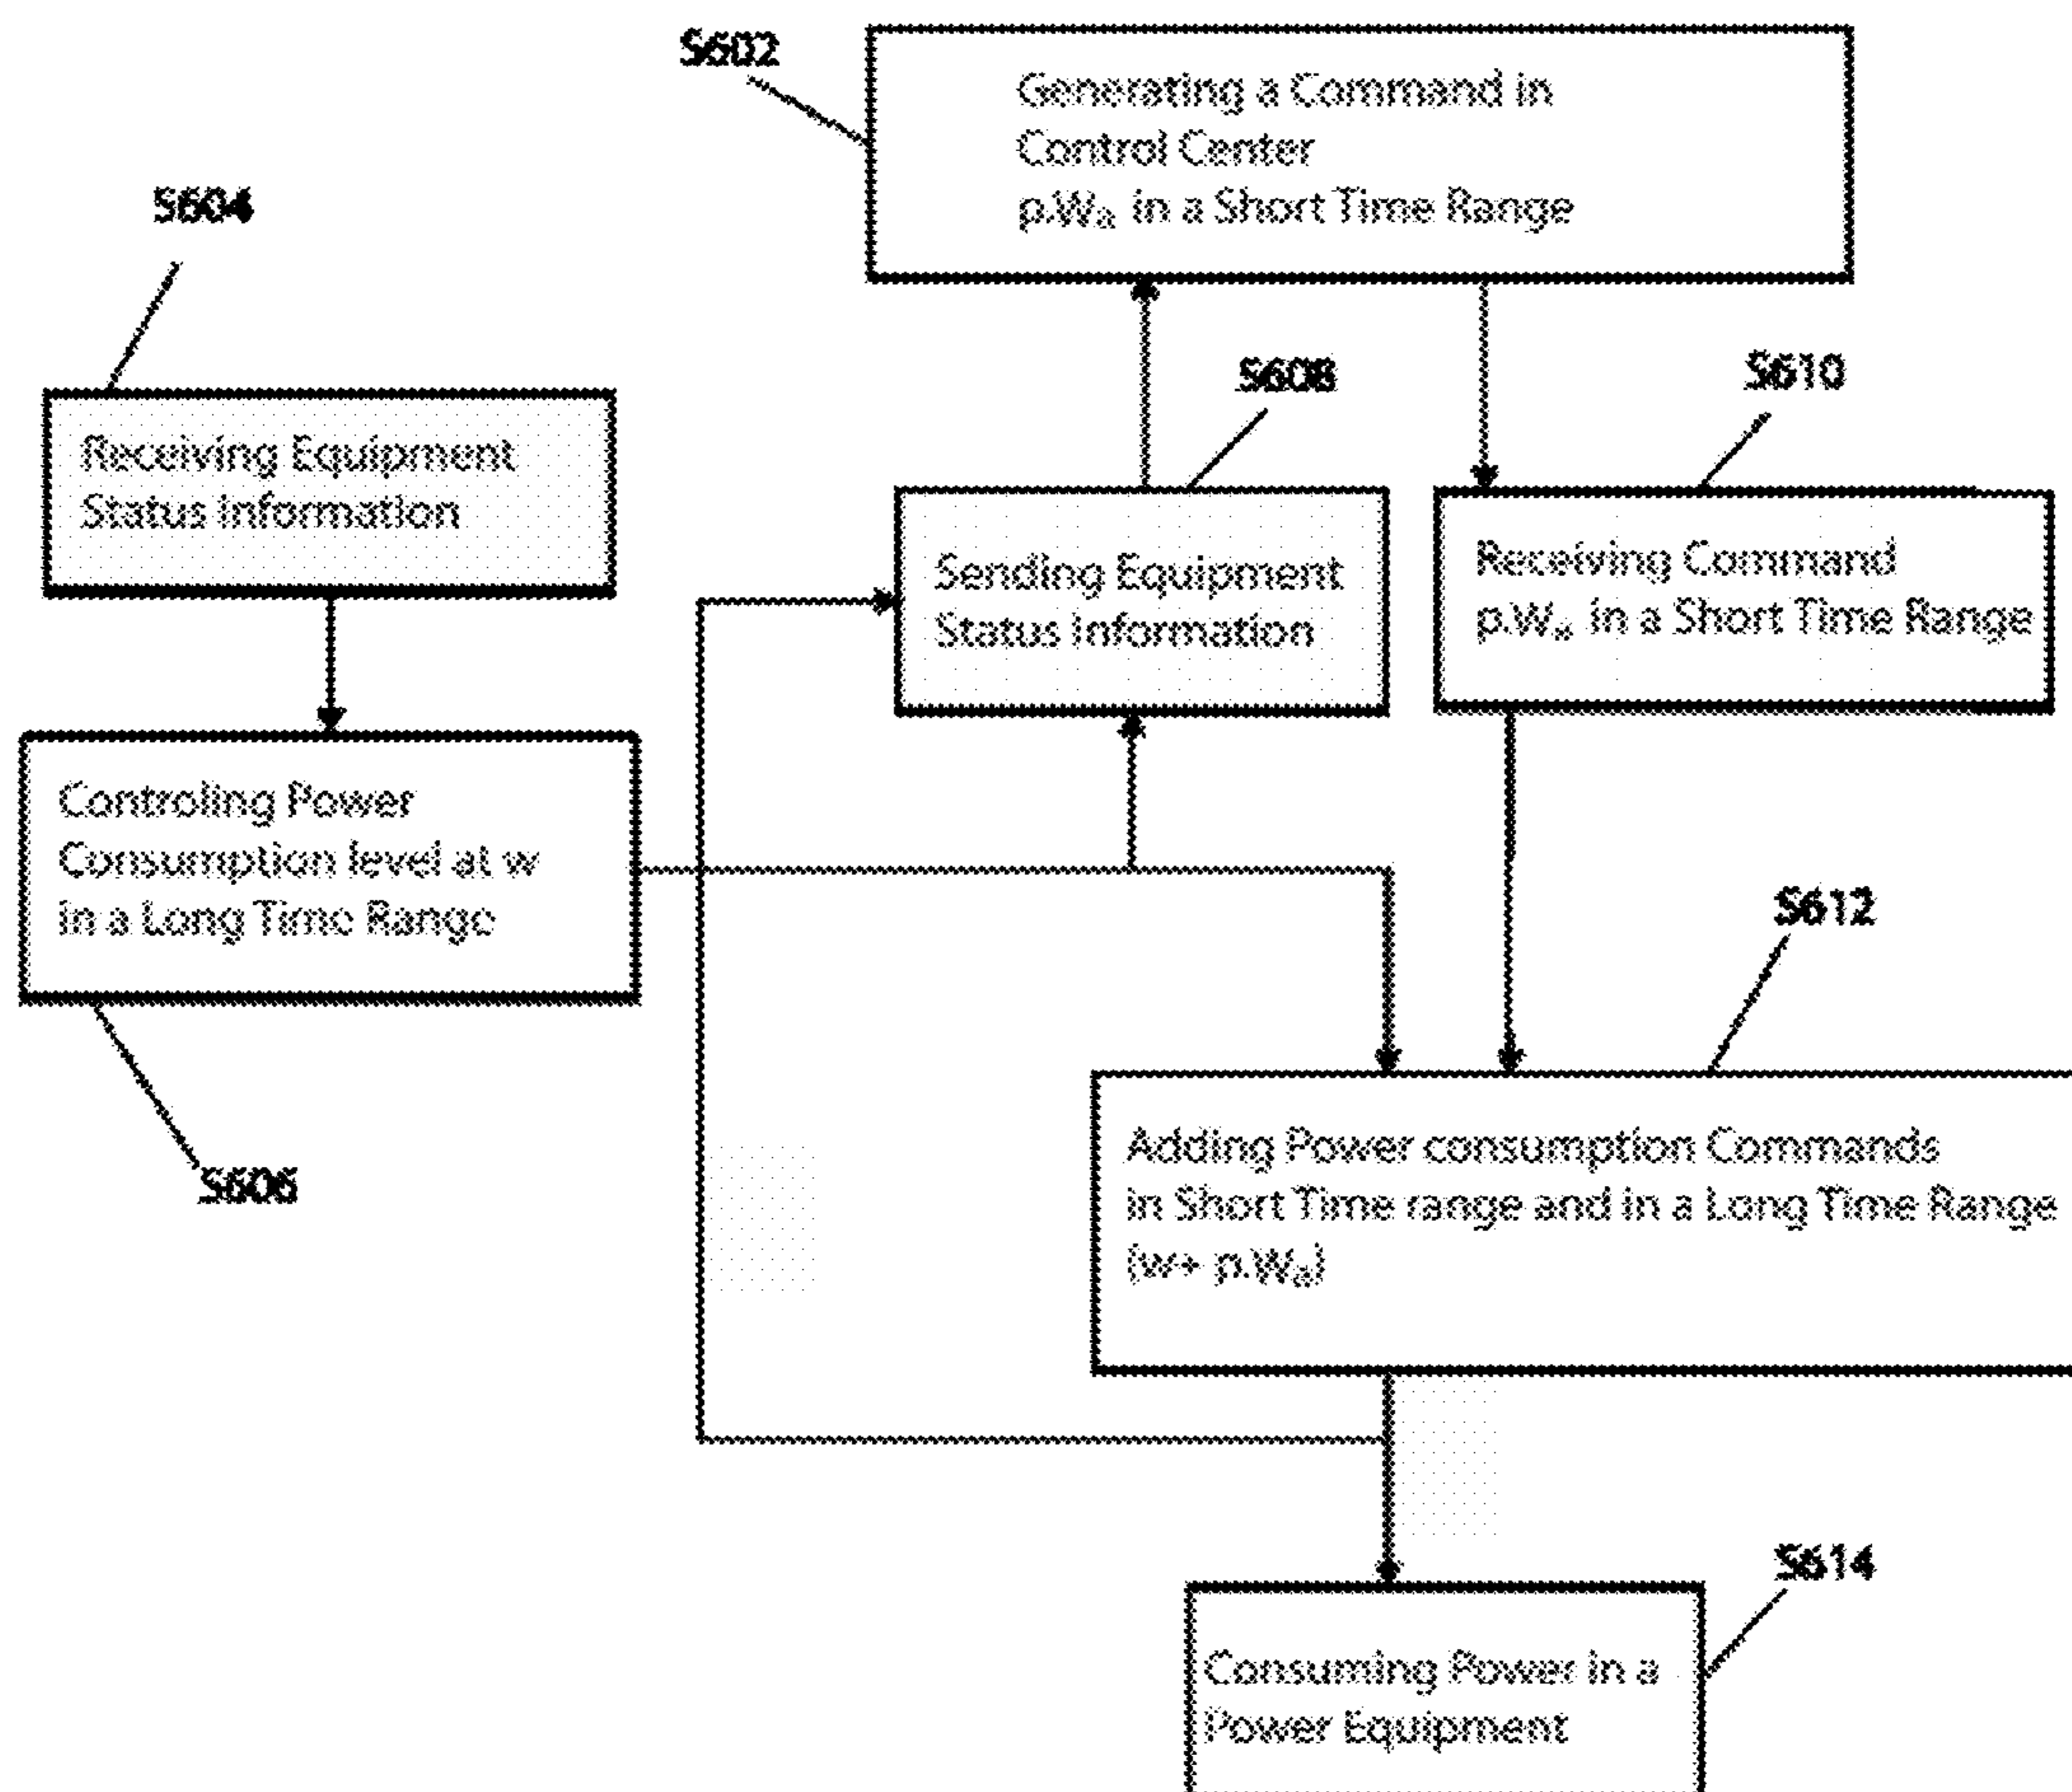 S602
Generating a Command in
Control Center
p.Wa in a Short Time Range
S604
Receiving Equipment
Status Information
S608
Sending Equipment
Status Information
S610
Receiving Command
p.Wa in a Short Time Range
Controling Power
Consumption level at w
in a Long Time Range
S606
S612
Adding Power consumption Commands
in Short Time range and in a Long Time Range
(w+ p.Wa)
S614
Consuming Power in a
Power Equipment